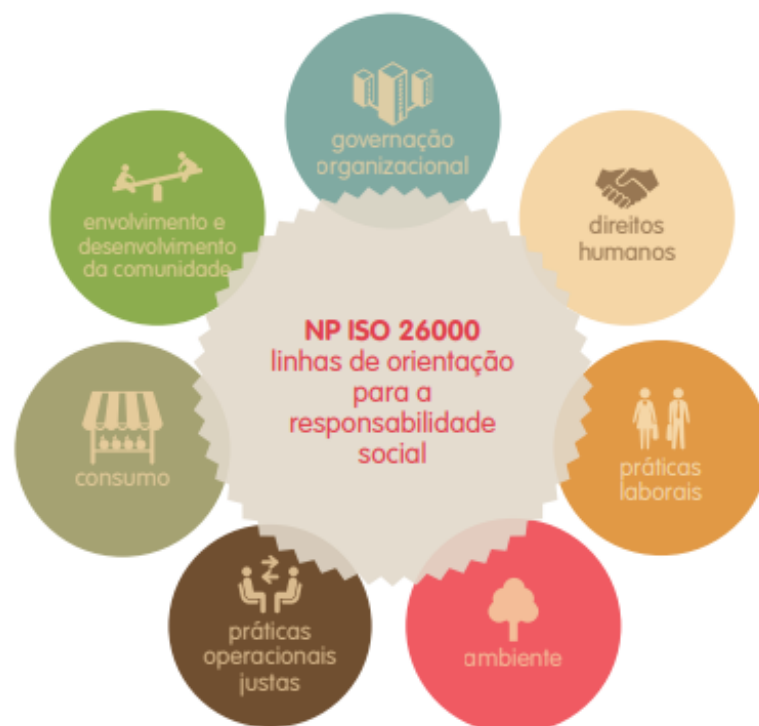 governação
organizacional
direitos
humanos
práticas
laborais
ambiente
práticas
operacionais
justas
consumo
envolvimento e
desenvolvimento
da comunidade
NP ISO 26000
linhas de orientação
para a
responsabilidade
social